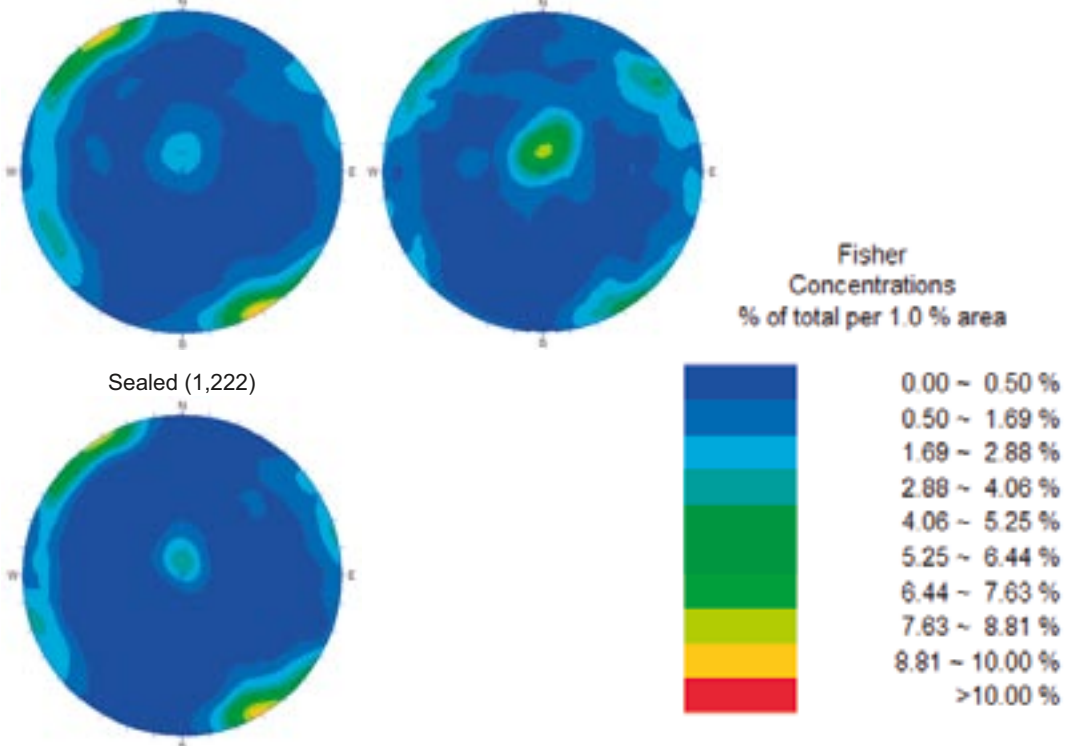 N
N
W
E
W
E
S
S
Fisher
Concentrations
% of total per 1.0 % area
Sealed (1,222)
0.00 ~ 0.50 %
0.50 ~ 1.69 %
1.69 ~ 2.88 %
2.88 ~ 4.06 %
4.06 ~ 5.25 %
5.25 ~ 6.44 %
6.44 ~ 7.63 %
7.63 ~ 8.81 %
8.81 ~ 10.00 %
>10.00 %
N
W
E